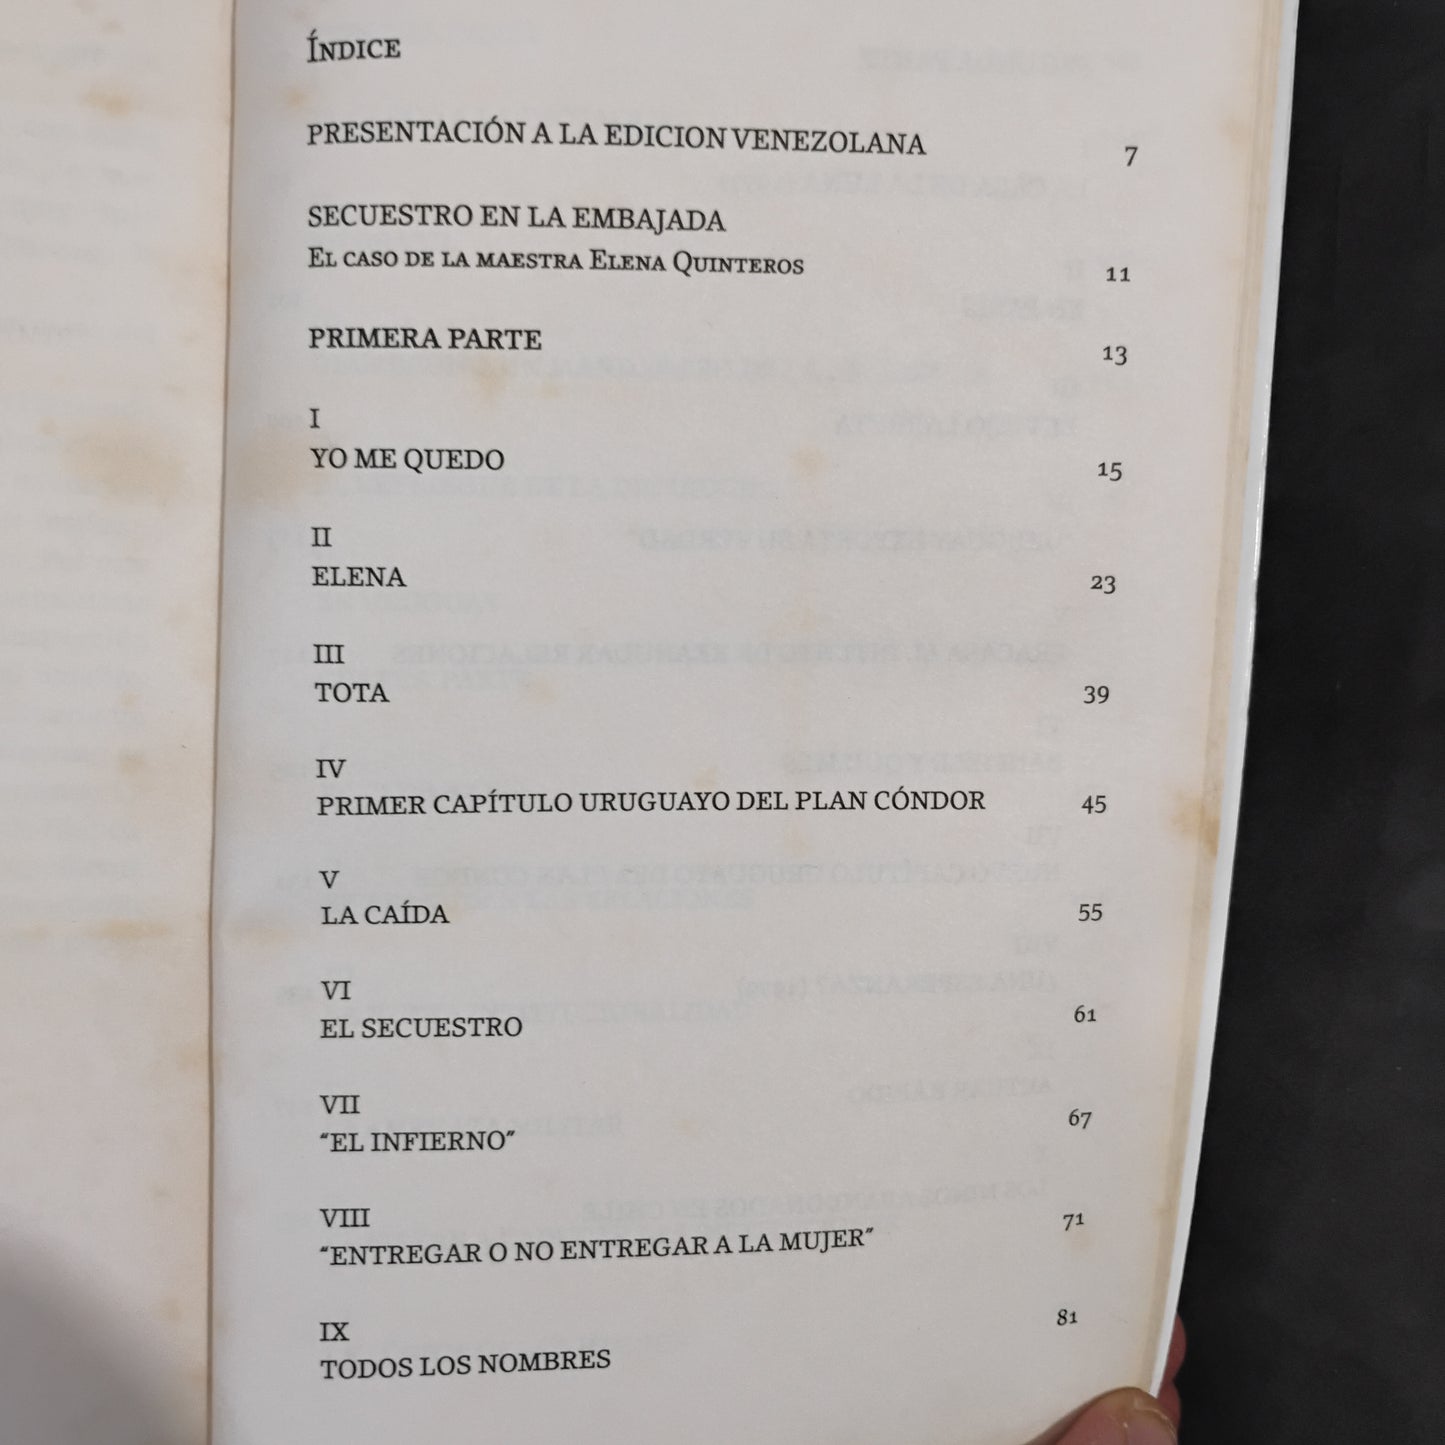 ÍNDICE
PRESENTACIÓN A LA EDICION VENEZOLANA 7
SECUESTRO EN LA EMBAJADA
EL CASO DE LA MAESTRA ELENA QUINTEROS 11
PRIMERA PARTE 13
I
YO ME QUEDO 15
II
ELENA 23
III
TOTA 39
IV
PRIMER CAPÍTULO URUGUAYO DEL PLAN CÓNDOR 45
V
LA CAÍDA 55
VI
EL SECUESTRO 61
VII
"EL INFIERNO" 67
VIII
"ENTREGAR O NO ENTREGAR A LA MUJER" 71
IX
TODOS LOS NOMBRES 81